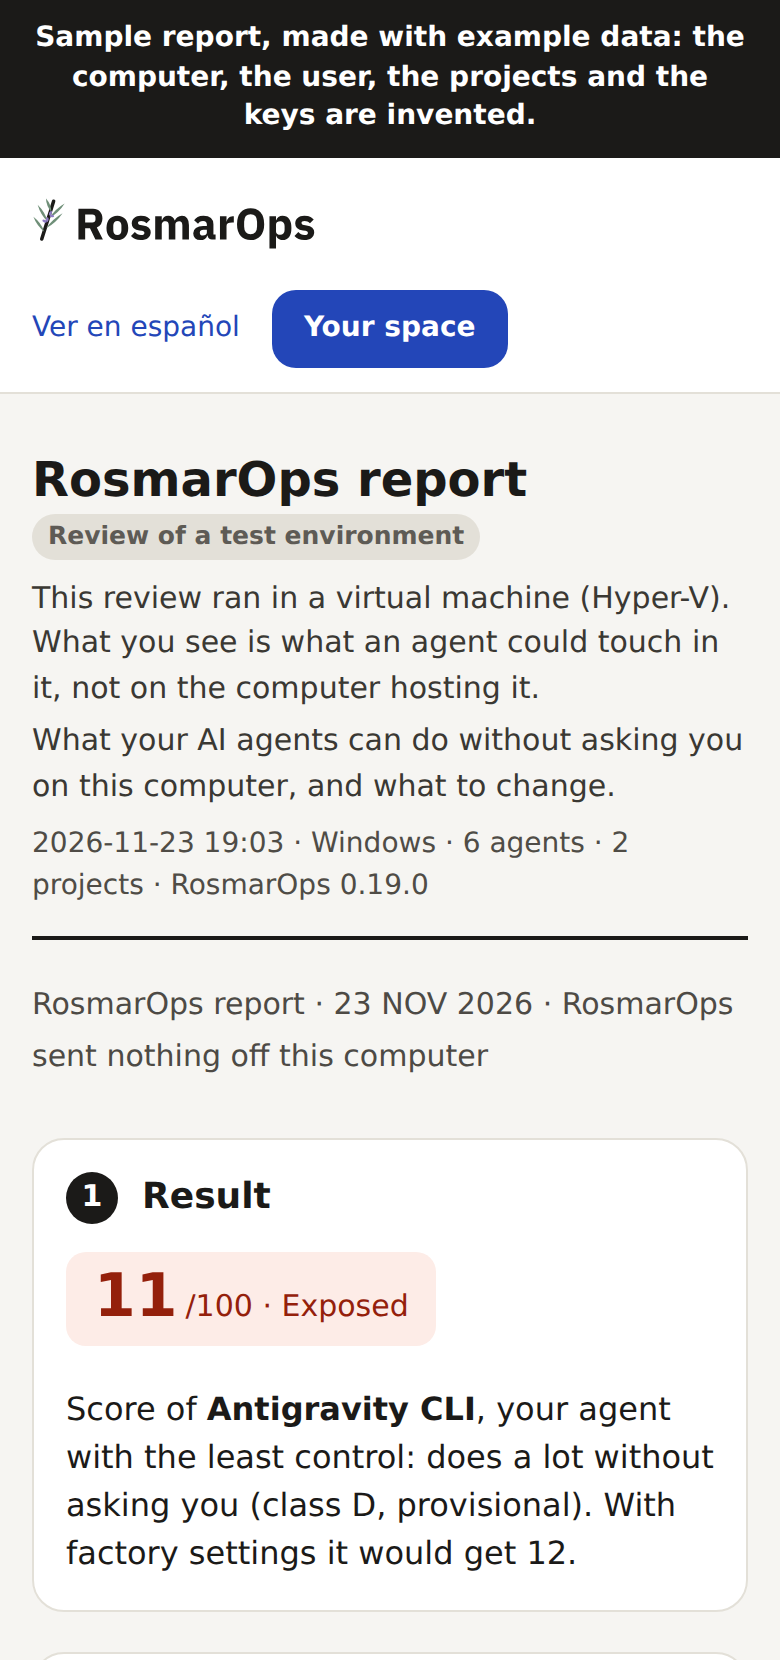 Sample report, made with example data: the
computer, the user, the projects and the
keys are invented.
RosmarOps
Ver en español
Your space
RosmarOps report
Review of a test environment
This review ran in a virtual machine (Hyper-V).
What you see is what an agent could touch in
it, not on the computer hosting it.
What your AI agents can do without asking you
on this computer, and what to change.
2026-11-23 19:03 · Windows · 6 agents · 2
projects · RosmarOps 0.19.0
RosmarOps report · 23 NOV 2026 · RosmarOps
sent nothing off this computer
1 Result
11 /100 · Exposed
Score of Antigravity CLI, your agent
with the least control: does a lot without
asking you (class D, provisional). With
factory settings it would get 12.